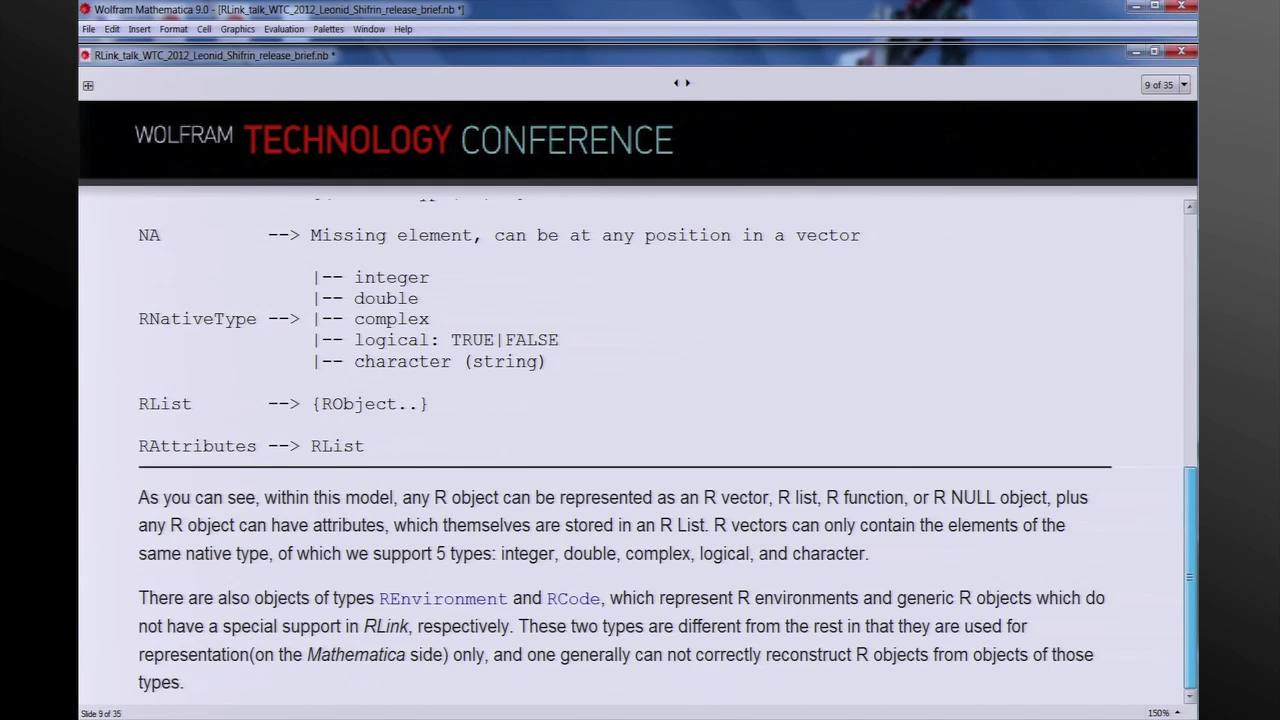 Wolfram Mathematica 9.0 - [RLink_talk_WTC_2012_Leonid_Shifrin_release_brief.nb *]
File Edit Insert Format Cell Graphics Evaluation Palettes Window Help
RLink_talk_WTC_2012_Leonid_Shifrin_release_brief.nb *
9 of 35
WOLFRAM TECHNOLOGY CONFERENCE
NA --> Missing element, can be at any position in a vector
|-- integer
|-- double
RNativeType --> |-- complex
|-- logical: TRUE|FALSE
|-- character (string)
RList --> {RObject..}
RAttributes --> RList
As you can see, within this model, any R object can be represented as an R vector, R list, R function, or R NULL object, plus
any R object can have attributes, which themselves are stored in an R List. R vectors can only contain the elements of the
same native type, of which we support 5 types: integer, double, complex, logical, and character.
There are also objects of types REnvironment and RCode, which represent R environments and generic R objects which do
not have a special support in RLink, respectively. These two types are different from the rest in that they are used for
representation(on the Mathematica side) only, and one generally can not correctly reconstruct R objects from objects of those
types.
Slide 9 of 35
150%